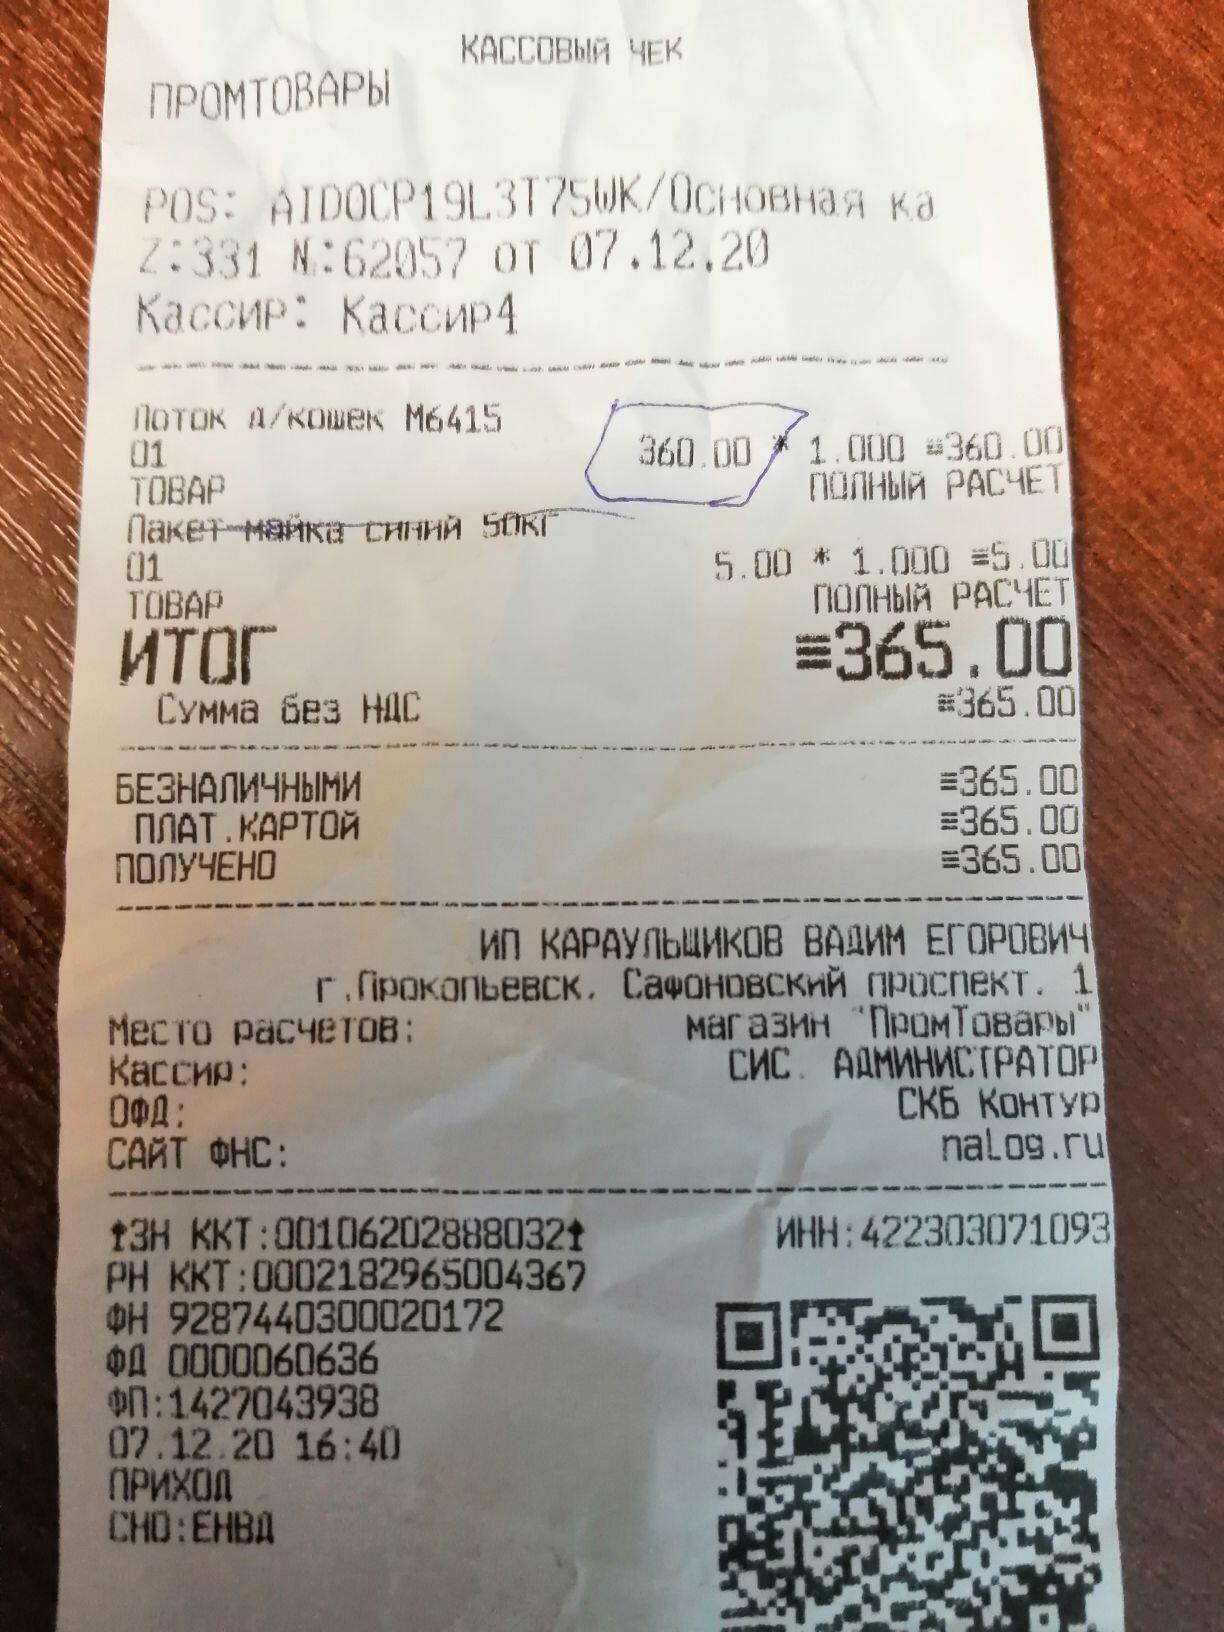 КАССОВЫЙ ЧЕК
ПРОМТОВАРЫ
POS: AIDOCP19L3T75WK/Основная ка
Z:331 N:62057 от 07.12.20
Кассир: Кассир4
Лоток д/кошек М6415
01 360.00 * 1.000 ≡360.00
ТОВАР ПОЛНЫЙ РАСЧЕТ
Пакет майка синий 50кг
01 5.00 * 1.000 ≡5.00
ТОВАР ПОЛНЫЙ РАСЧЕТ
ИТОГ ≡365.00
Сумма без НДС ≡365.00
БЕЗНАЛИЧНЫМИ ≡365.00
ПЛАТ.КАРТОЙ ≡365.00
ПОЛУЧЕНО ≡365.00
ИП КАРАУЛЬЩИКОВ ВАДИМ ЕГОРОВИЧ
г.Прокопьевск, Сафоновский проспект. 1
Место расчетов: магазин "ПромТовары"
Кассир: СИС. АДМИНИСТРАТОР
ОФД: СКБ Контур
САЙТ ФНС: nalog.ru
ЗН ККТ:00106202888032 ИНН:422303071093
РН ККТ:0002182965004367
ФН 9287440300020172
ФД 0000060636
ФП:1427043938
07.12.20 16:40
ПРИХОД
СНО:ЕНВД